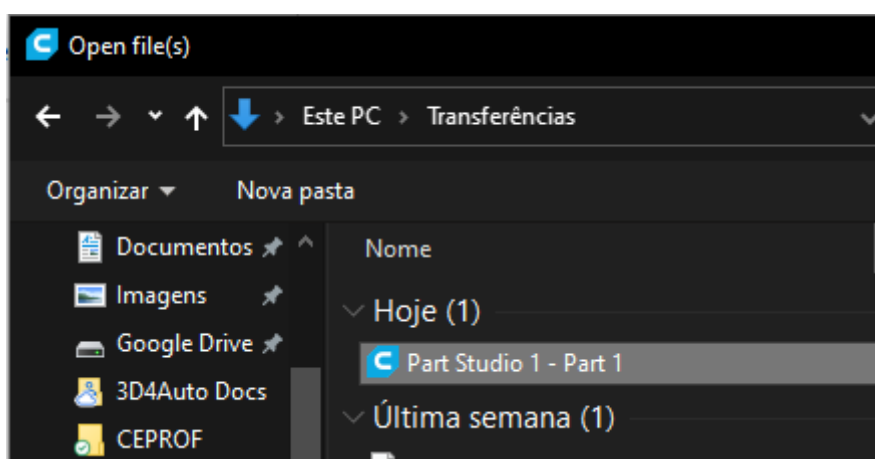 Open file(s)
Este PC > Transferências
Organizar Nova pasta
Documentos
Imagens
Google Drive
3D4Auto Docs
CEPROF
Nome
Hoje (1)
Part Studio 1 - Part 1
Última semana (1)